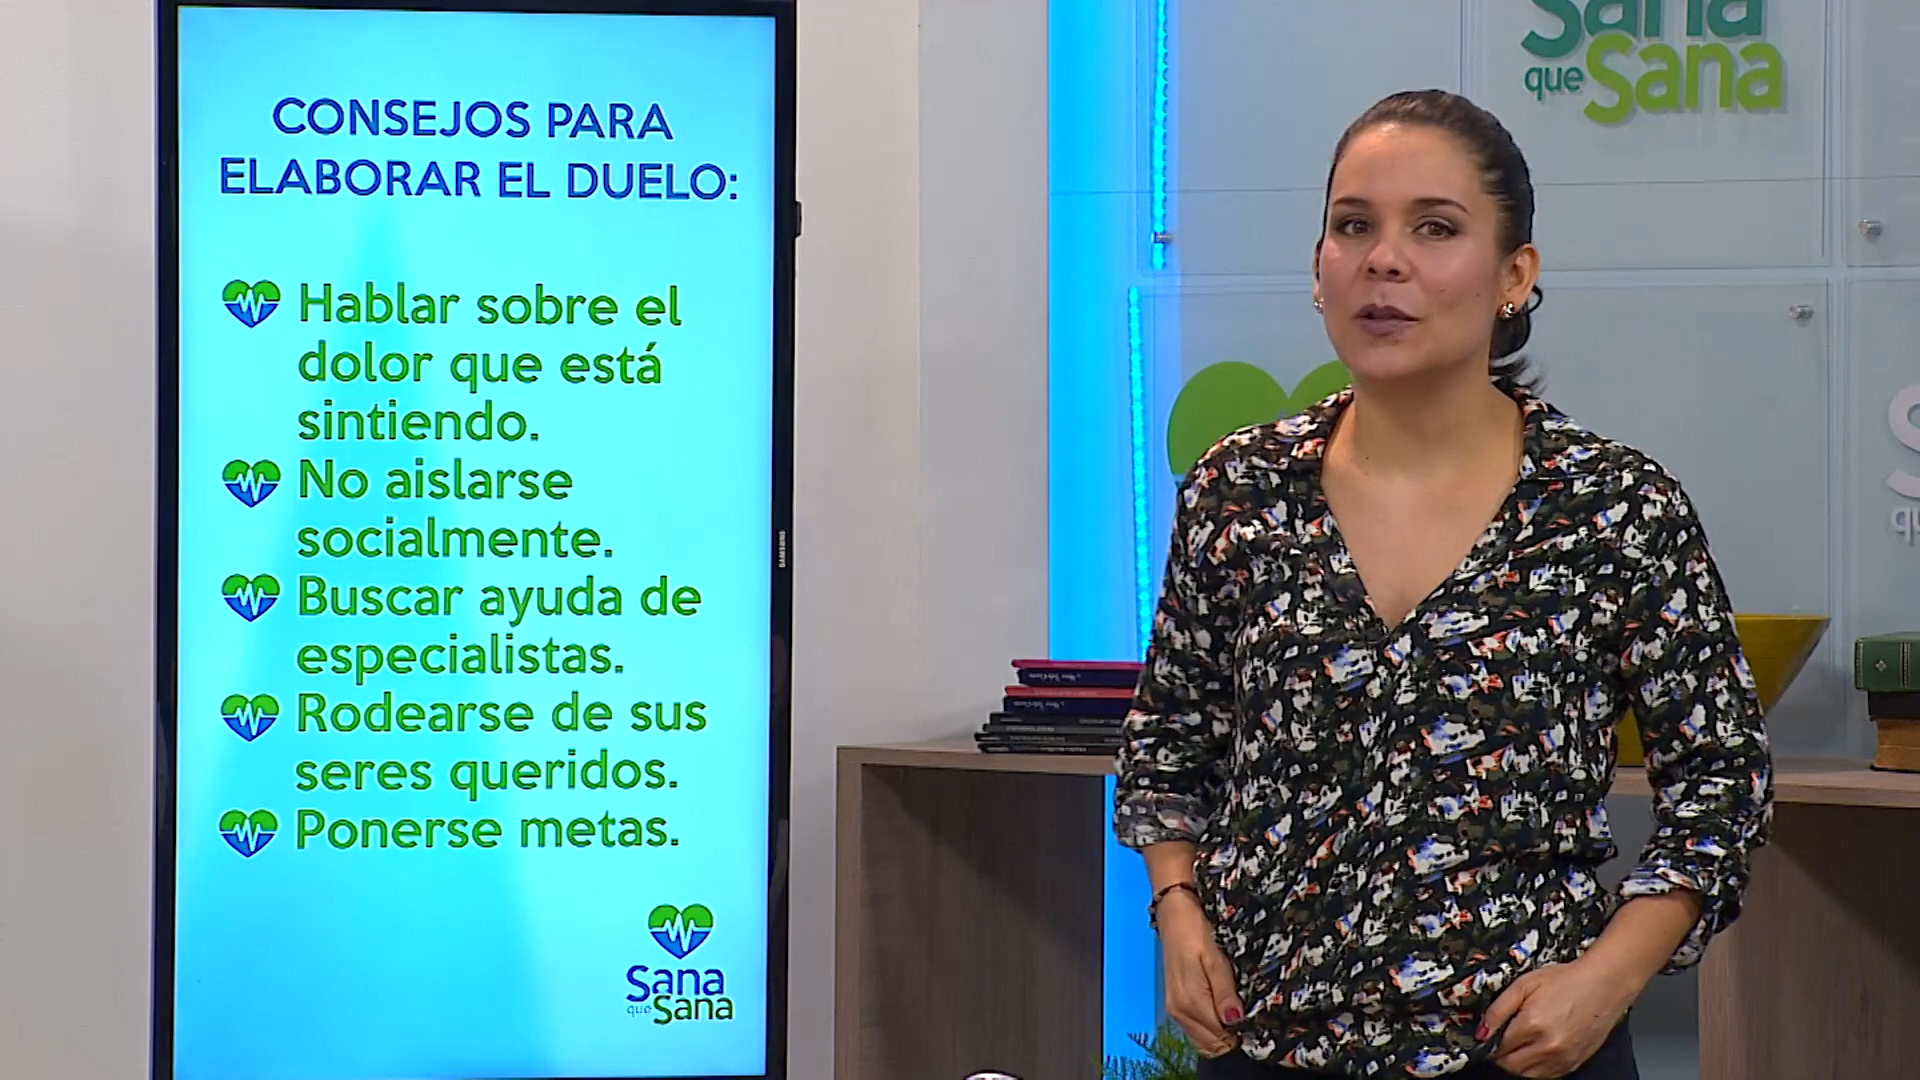 CONSEJOS PARA
ELABORAR EL DUELO:
Hablar sobre el
dolor que está
sintiendo.
No aislarse
socialmente.
Buscar ayuda de
especialistas.
Rodearse de sus
seres queridos.
Ponerse metas.
Sana
que Sana
SAMSUNG
Sana
que Sana